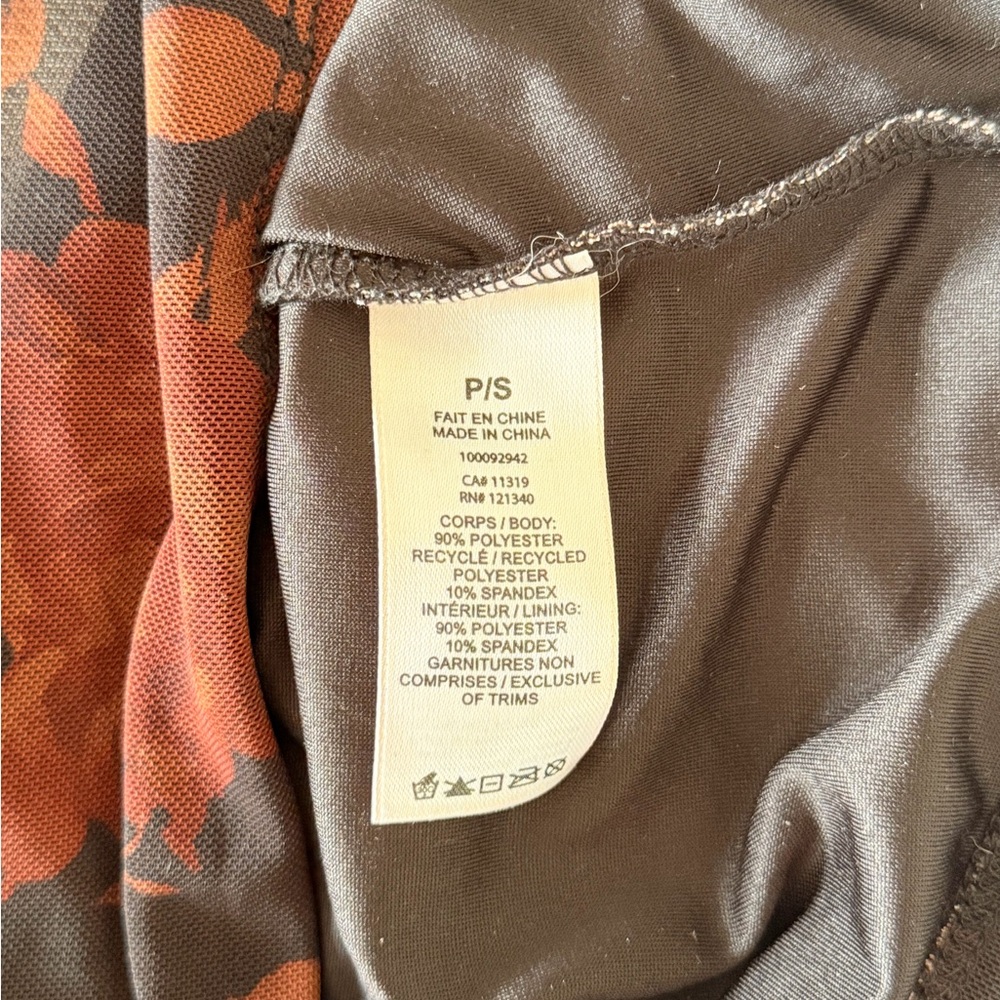 P/S
FAIT EN CHINE
MADE IN CHINA
100092942
CA# 11319
RN# 121340
CORPS / BODY:
90% POLYESTER
RECYCLÉ / RECYCLED
POLYESTER
10% SPANDEX
INTÉRIEUR / LINING:
90% POLYESTER
10% SPANDEX
GARNITURES NON
COMPRISES / EXCLUSIVE
OF TRIMS